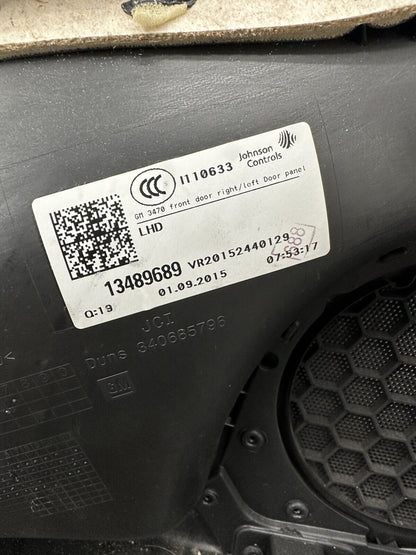 CCC I110633 Johnson Controls
GM 3470 front door right/left Door panel
LHD
13489689 VR20152440129
Q:19 01.09.2015 07:53:17
JCI
Duns 340685796
GM